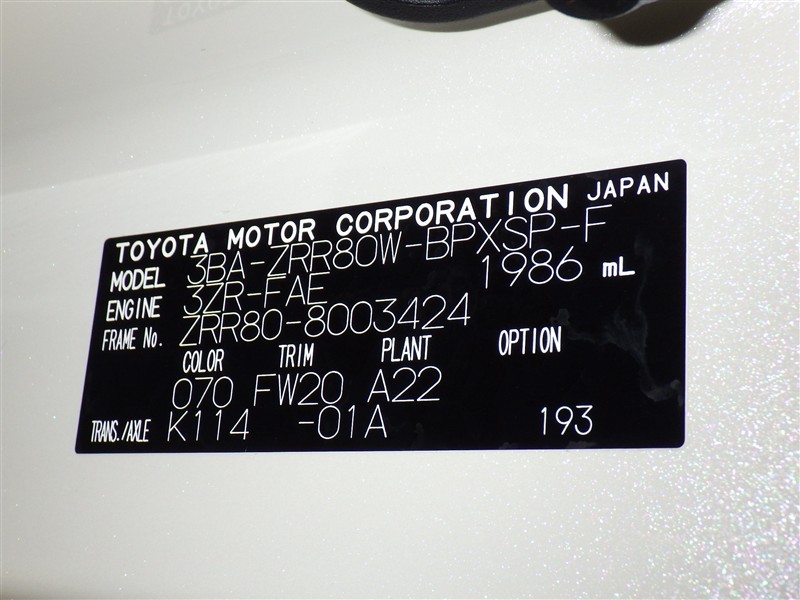 TOYOTA MOTOR CORPORATION JAPAN
MODEL 3BA-ZRR80W-BPXSP-F
ENGINE 3ZR-FAE 1986 mL
FRAME No. ZRR80-8003424
COLOR TRIM PLANT OPTION
070 FW20 A22
TRANS./AXLE K114 -01A 193